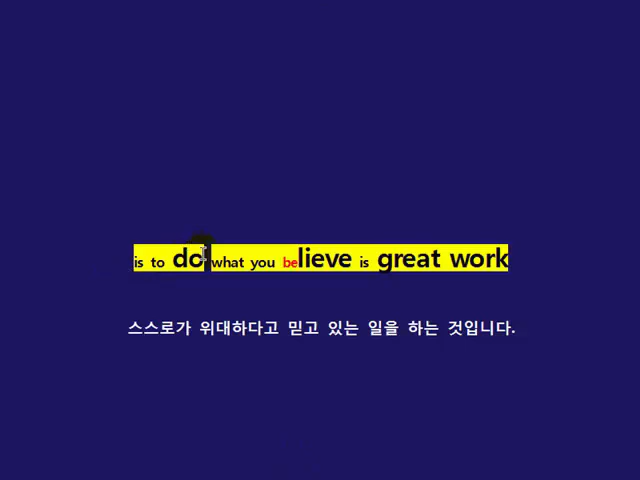 is to do what you believe is great work
스스로가 위대하다고 믿고 있는 일을 하는 것입니다.